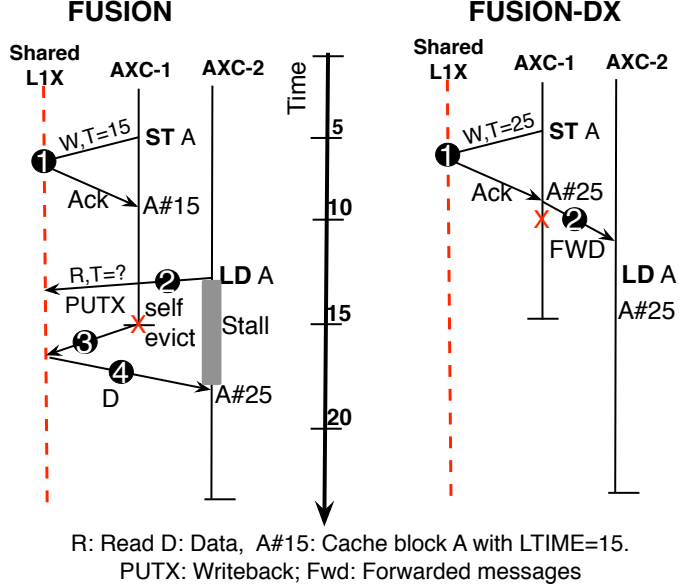 FUSION
FUSION-DX
Shared
L1X
AXC-1
AXC-2
Time
Shared
L1X
AXC-1
AXC-2
W,T=15
ST A
5
W,T=25
ST A
1
1
Ack
A#15
10
Ack
A#25
X
2
FWD
R,T=?
2
LD A
LD A
PUTX
self
X
evict
Stall
15
A#25
3
4
D
A#25
20
R: Read D: Data, A#15: Cache block A with LTIME=15.
PUTX: Writeback; Fwd: Forwarded messages